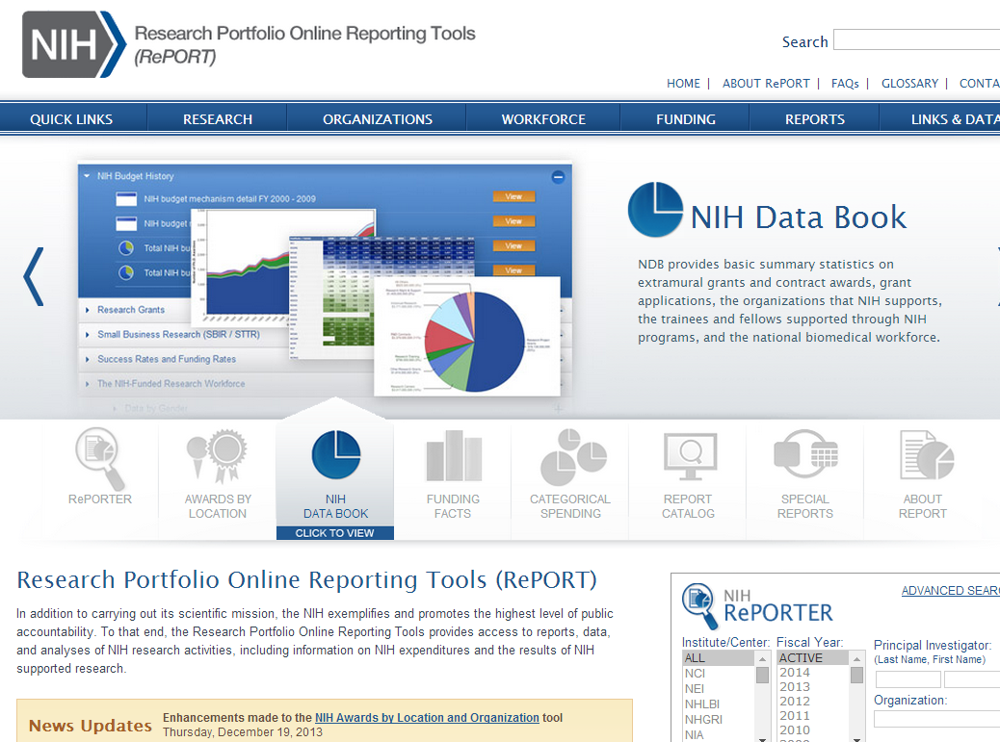 NIH
Research Portfolio Online Reporting Tools
(RePORT)
Search
HOME | ABOUT RePORT | FAQs | GLOSSARY | CONTA
QUICK LINKS
RESEARCH
ORGANIZATIONS
WORKFORCE
FUNDING
REPORTS
LINKS & DATA
NIH Budget History
NIH budget mechanism detail FY 2000 - 2009
View
NIH budget
View
Total NIH bu
View
Total NIH bu
View
Research Grants
Small Business Research (SBIR / STTR)
Success Rates and Funding Rates
The NIH-Funded Research Workforce
Data by Gender
NIH Data Book
NDB provides basic summary statistics on
extramural grants and contract awards, grant
applications, the organizations that NIH supports,
the trainees and fellows supported through NIH
programs, and the national biomedical workforce.
RePORTER
AWARDS BY
LOCATION
NIH
DATA BOOK
CLICK TO VIEW
FUNDING
FACTS
CATEGORICAL
SPENDING
REPORT
CATALOG
SPECIAL
REPORTS
ABOUT
REPORT
Research Portfolio Online Reporting Tools (RePORT)
In addition to carrying out its scientific mission, the NIH exemplifies and promotes the highest level of public
accountability. To that end, the Research Portfolio Online Reporting Tools provides access to reports, data,
and analyses of NIH research activities, including information on NIH expenditures and the results of NIH
supported research.
News Updates
Enhancements made to the NIH Awards by Location and Organization tool
Thursday, December 19, 2013
NIH
RePORTER
ADVANCED SEAR
Institute/Center:
ALL
NCI
NEI
NHLBI
NHGRI
NIA
Fiscal Year:
ACTIVE
2014
2013
2012
2011
2010
Principal Investigator:
(Last Name, First Name)
Organization: